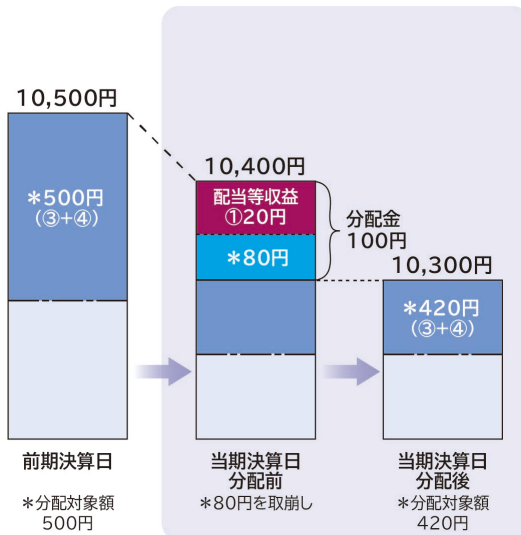 10,500円
*500円
(③+④)
前期決算日
*分配対象額
500円
10,400円
配当等収益
①20円
*80円
分配金
100円
当期決算日
分配前
*80円を取崩し
10,300円
*420円
(③+④)
当期決算日
分配後
*分配対象額
420円